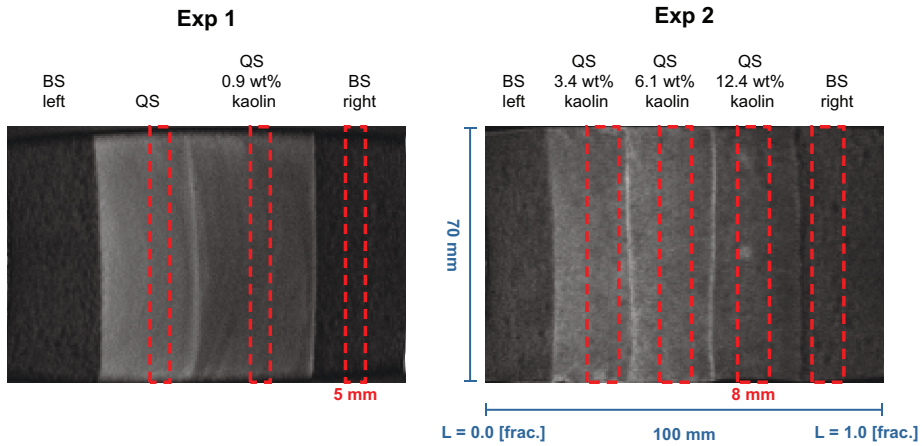 Exp 1
BS
left
QS
QS
0.9 wt%
kaolin
BS
right
5 mm
Exp 2
BS
left
QS
3.4 wt%
kaolin
QS
6.1 wt%
kaolin
QS
12.4 wt%
kaolin
BS
right
70 mm
8 mm
L = 0.0 [frac.]
100 mm
L = 1.0 [frac.]